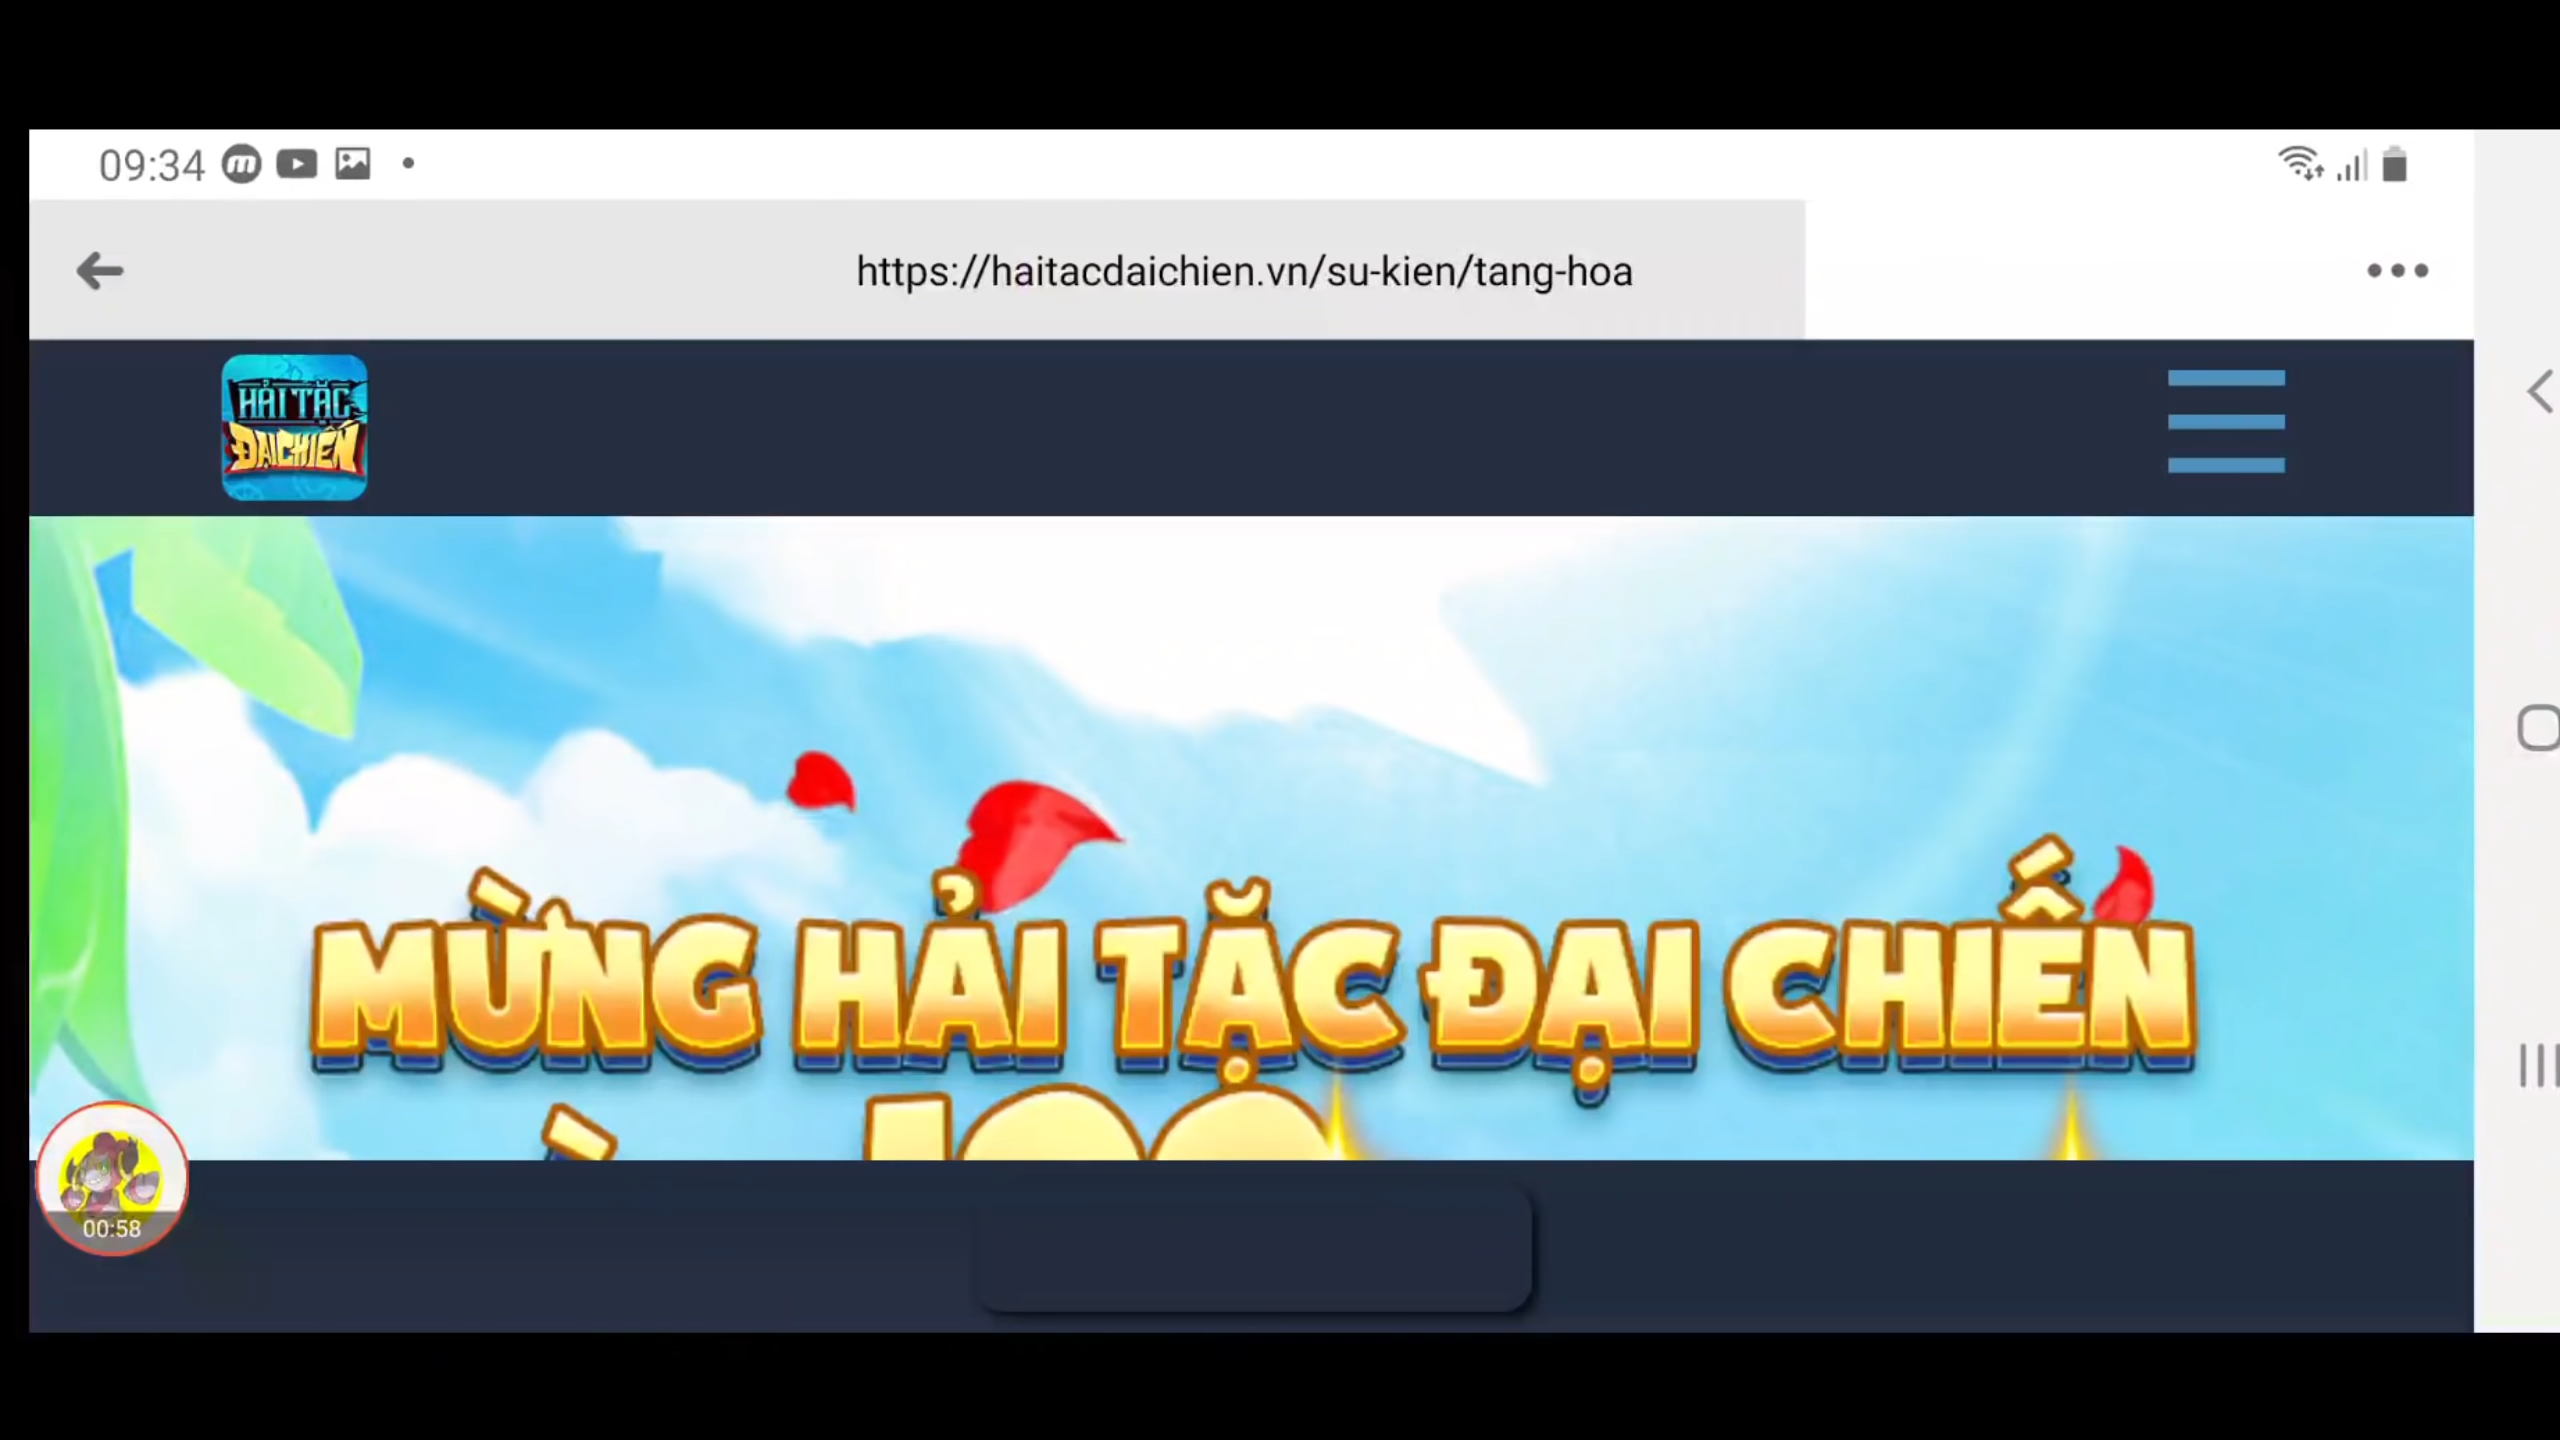 09:34
https://haitacdaichien.vn/su-kien/tang-hoa
HẢI TẶC
ĐẠI CHIẾN
MỪNG HẢI TẶC ĐẠI CHIẾN
00:58